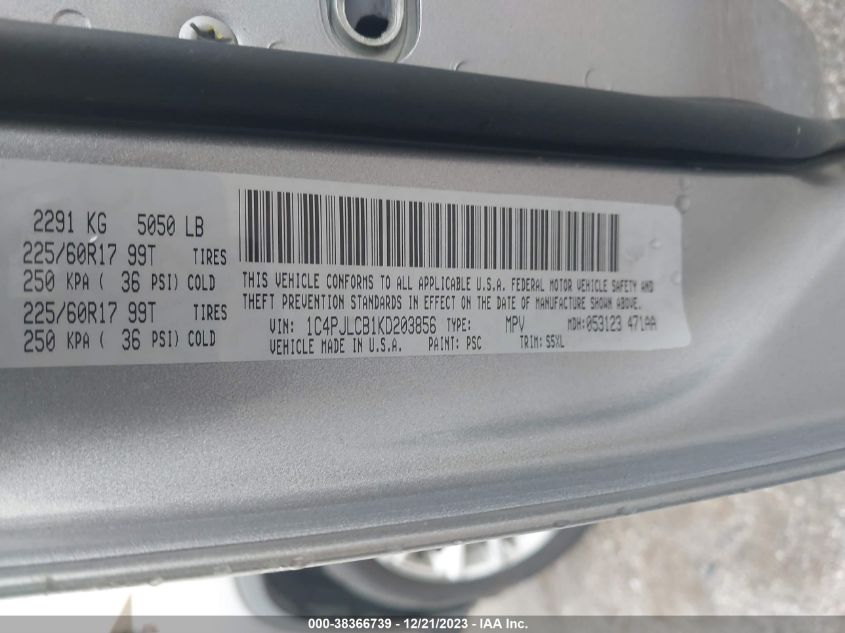 2291 KG 5050 LB
225/60R17 99T TIRES
250 KPA ( 36 PSI) COLD
225/60R17 99T TIRES
250 KPA ( 36 PSI) COLD
THIS VEHICLE CONFORMS TO ALL APPLICABLE U.S.A. FEDERAL MOTOR VEHICLE SAFETY AND
THEFT PREVENTION STANDARDS IN EFFECT ON THE DATE OF MANUFACTURE SHOWN ABOVE.
VIN: 1C4PJLCB1KD203856 TYPE: MPV MDH: 053123 471AA
VEHICLE MADE IN U.S.A. PAINT: PSC TRIM: S5XL
000-38366739 - 12/21/2023 - IAA Inc.